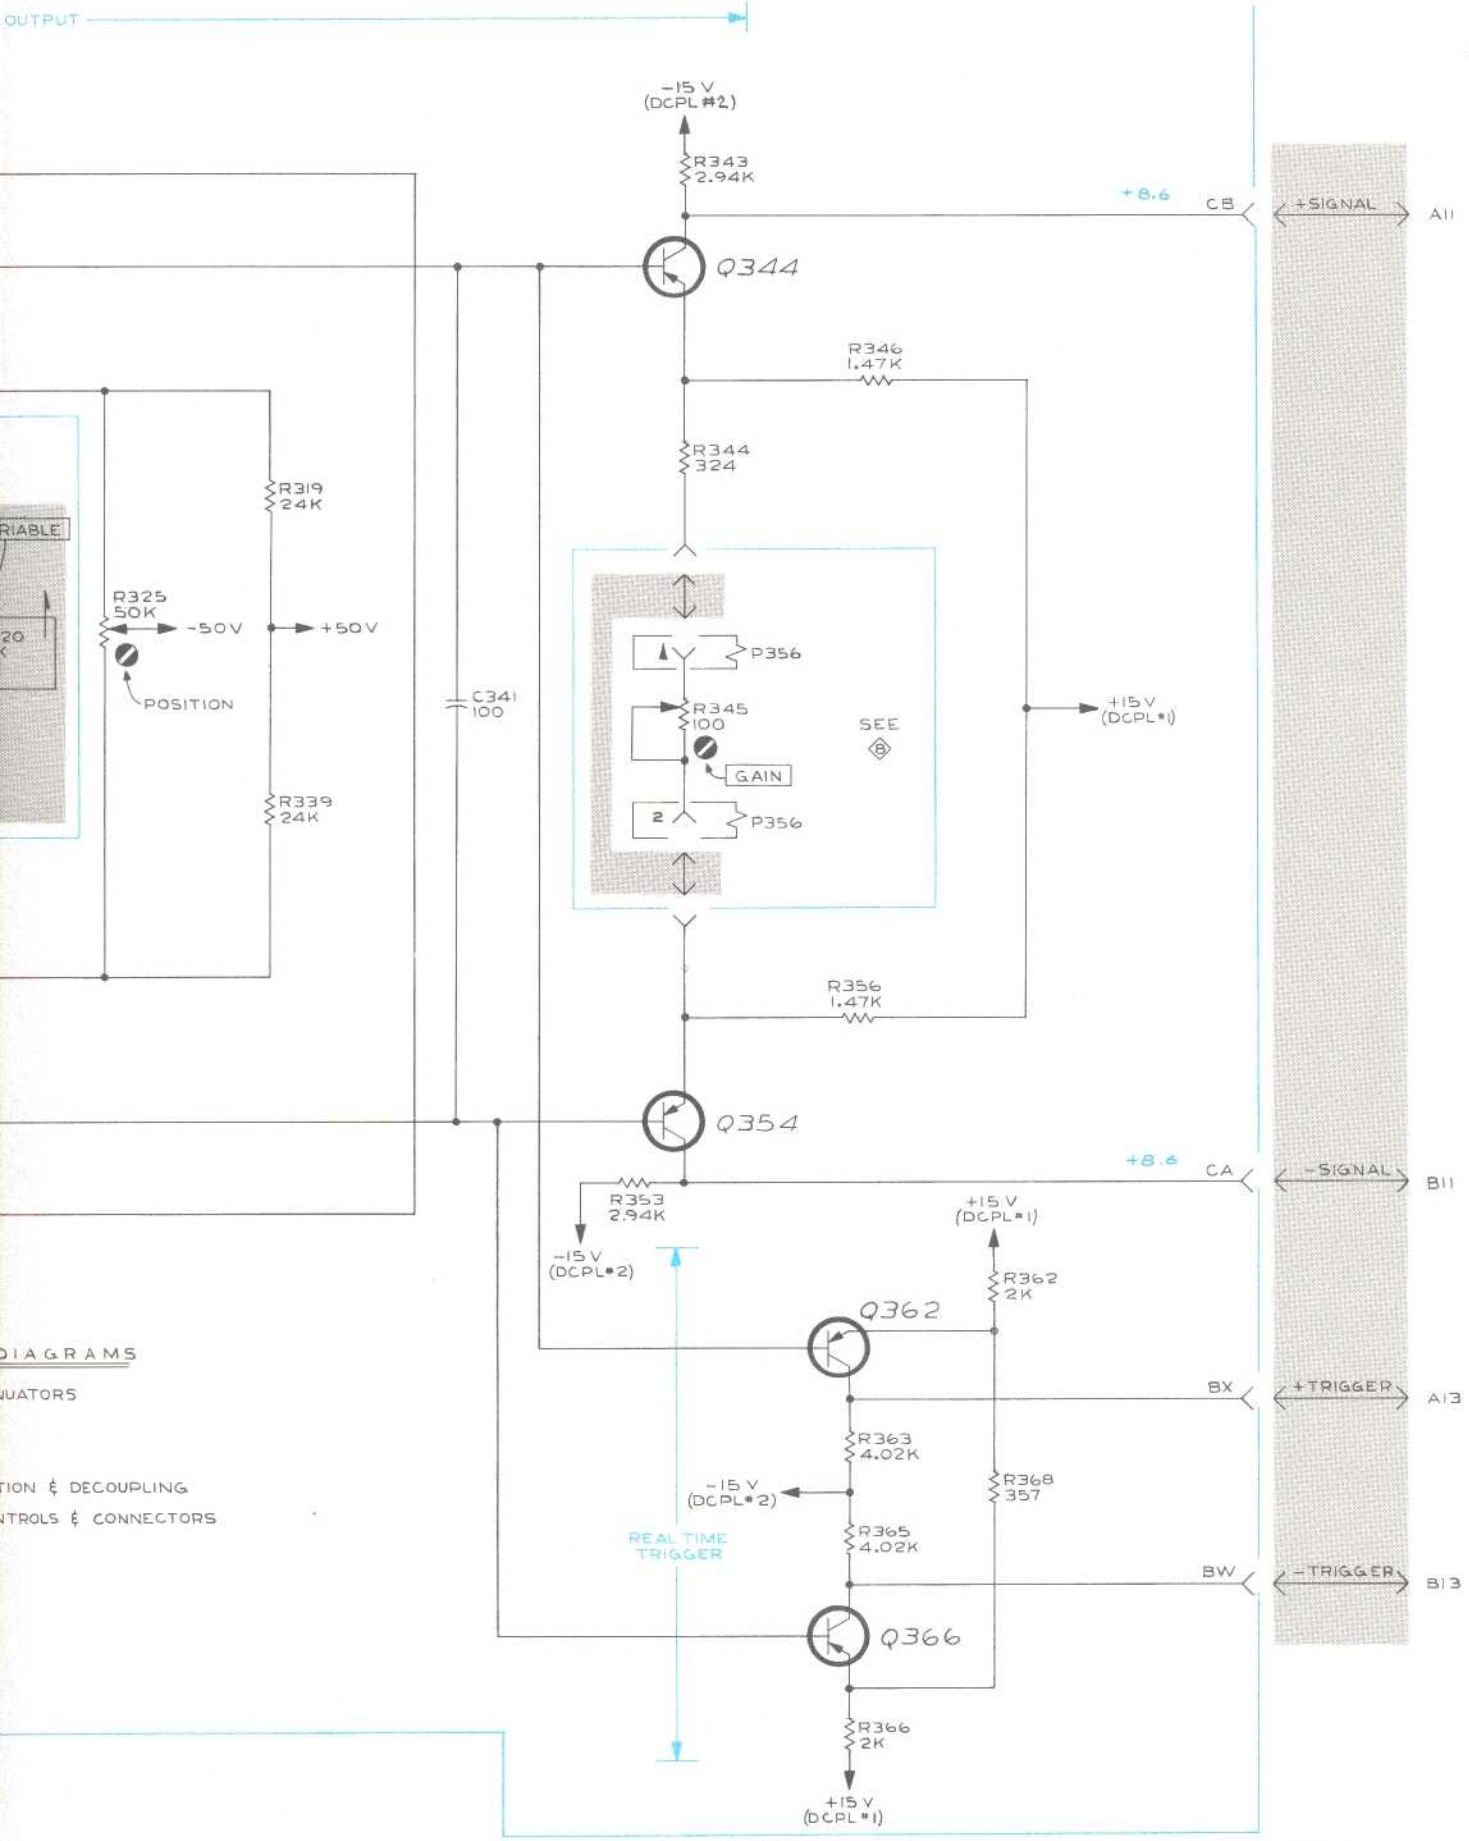 OUTPUT
-15 V
(DCPL #2)
R343
2.94K
+8.6
CB
+SIGNAL
A11
Q344
R346
1.47K
R344
324
R319
24K
RIABLE
R325
50K
-50V
+50V
20
K
POSITION
P356
C341
100
R345
100
SEE
8
+15V
(DCPL#1)
GAIN
R339
24K
2
P356
R356
1.47K
Q354
+8.6
CA
-SIGNAL
B11
R353
2.94K
+15 V
(DCPL#1)
-15 V
(DCPL#2)
R362
2K
Q362
DIAGRAMS
NUATORS
BX
+TRIGGER
A13
R363
4.02K
TION & DECOUPLING
NTROLS & CONNECTORS
-15 V
(DCPL#2)
R368
357
REAL TIME
TRIGGER
R365
4.02K
BW
-TRIGGER
B13
Q366
R366
2K
+15 V
(DCPL#1)